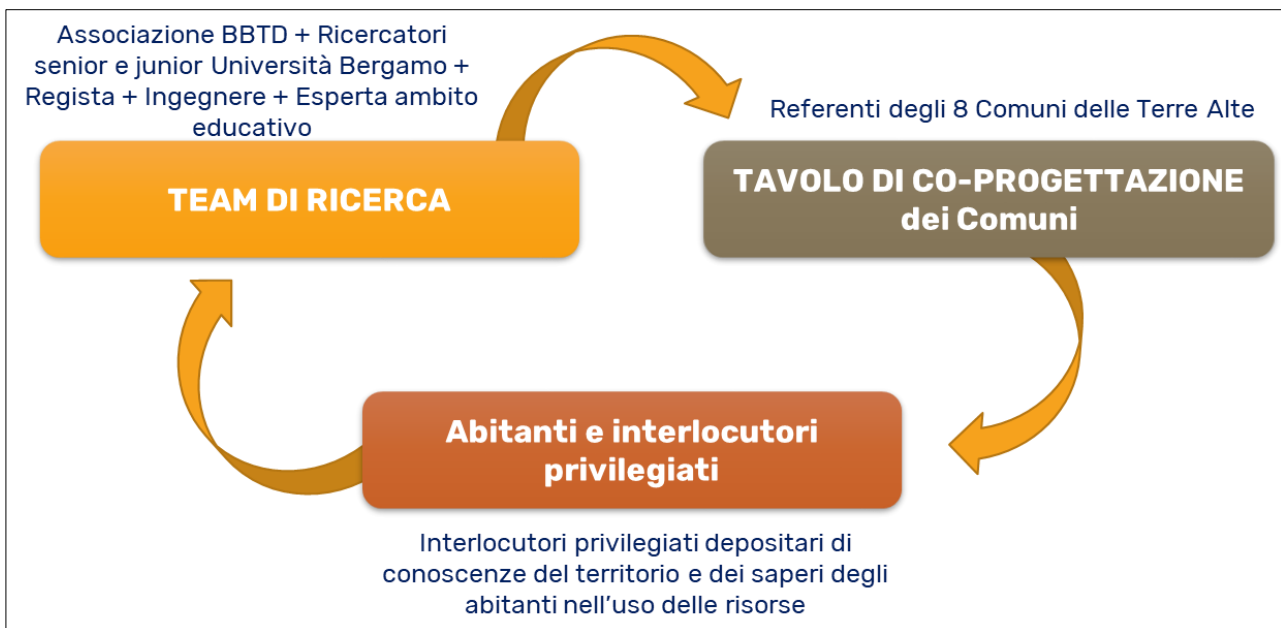 Associazione BBTD + Ricercatori
senior e junior Università Bergamo +
Regista + Ingegnere + Esperta ambito
educativo
TEAM DI RICERCA
Referenti degli 8 Comuni delle Terre Alte
TAVOLO DI CO-PROGETTAZIONE
dei Comuni
Abitanti e interlocutori
privilegiati
Interlocutori privilegiati depositari di
conoscenze del territorio e dei saperi degli
abitanti nell’uso delle risorse